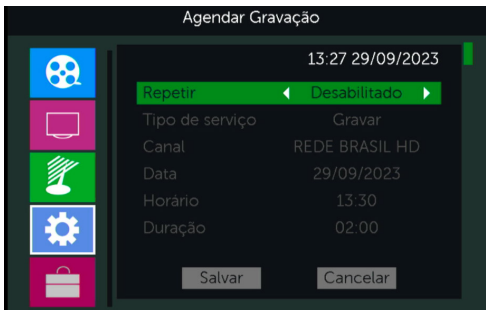 Agendar Gravação
13:27 29/09/2023
Repetir Desabilitado
Tipo de serviço Gravar
Canal REDE BRASIL HD
Data 29/09/2023
Horário 13:30
Duração 02:00
Salvar Cancelar